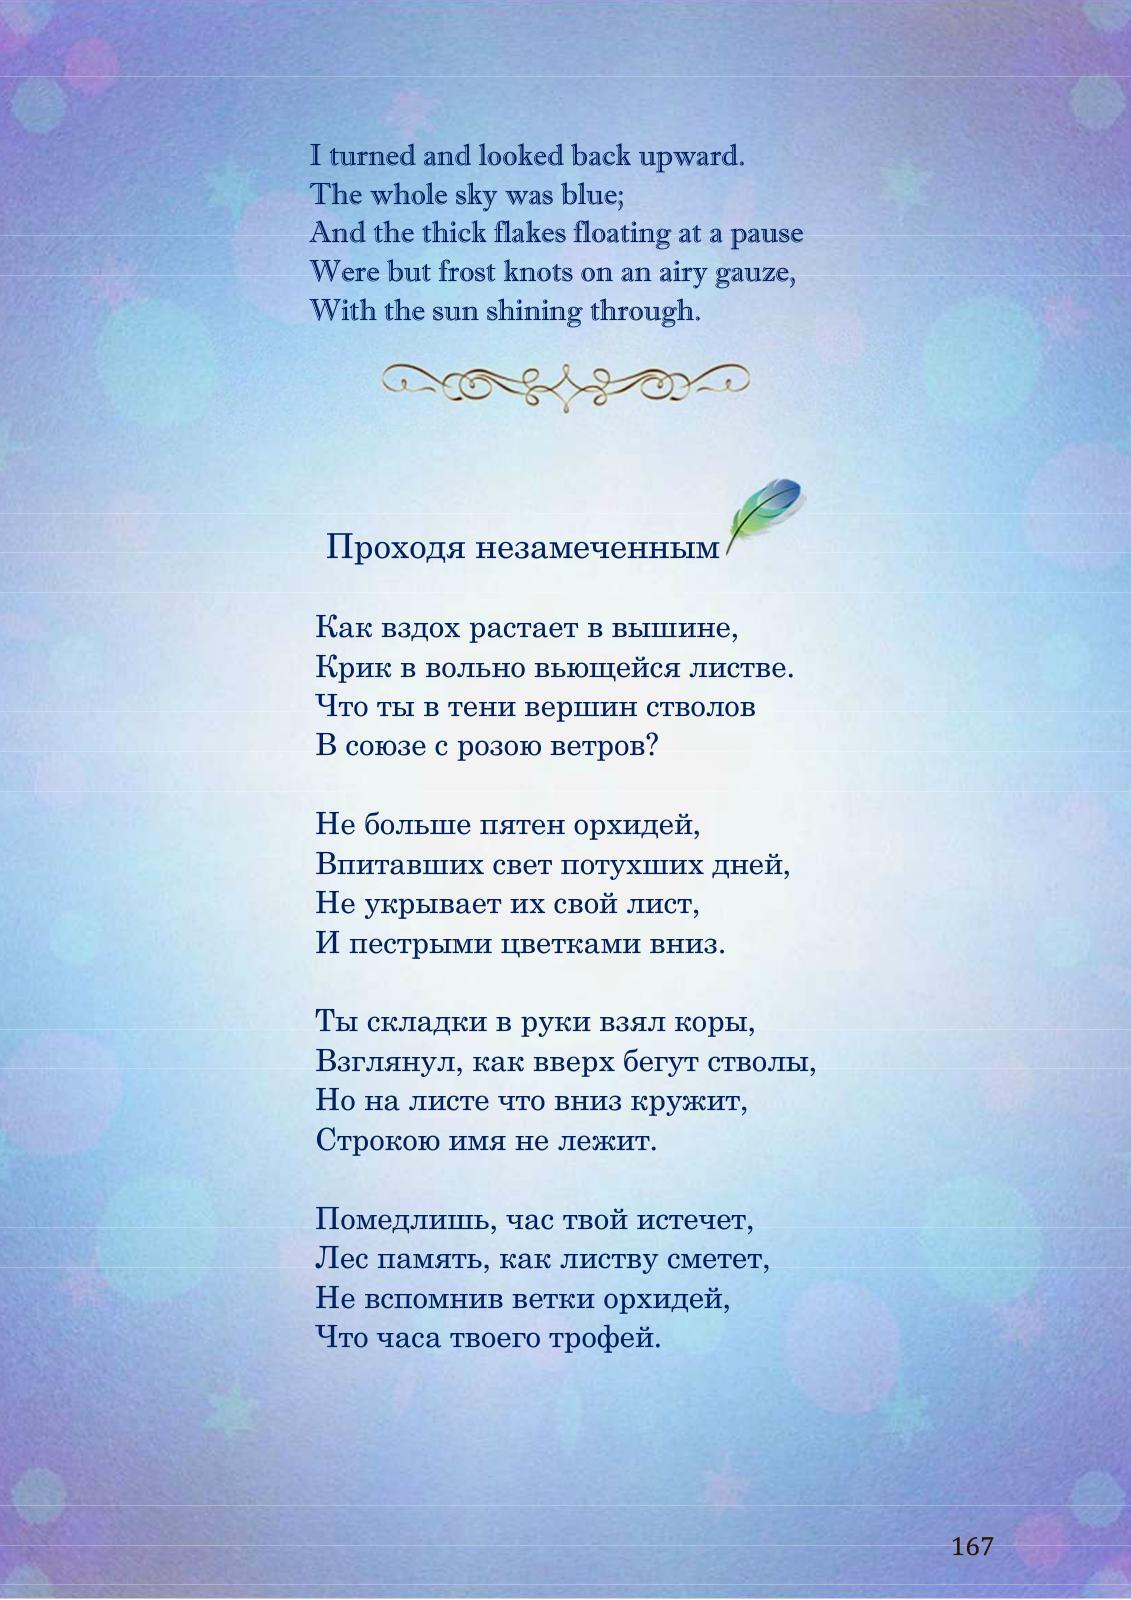 I turned and looked back upward.
The whole sky was blue;
And the thick flakes floating at a pause
Were but frost knots on an airy gauze,
With the sun shining through.
Проходя незамеченным
Как вздох растает в вышине,
Крик в вольно вьющейся листве.
Что ты в тени вершин стволов
В союзе с розою ветров?
Не больше пятен орхидей,
Впитавших свет потухших дней,
Не укрывает их свой лист,
И пестрыми цветками вниз.
Ты складки в руки взял коры,
Взглянул, как вверх бегут стволы,
Но на листе что вниз кружит,
Строкою имя не лежит.
Помедлишь, час твой истечет,
Лес память, как листву сметет,
Не вспомнив ветки орхидей,
Что часа твоего трофей.
167